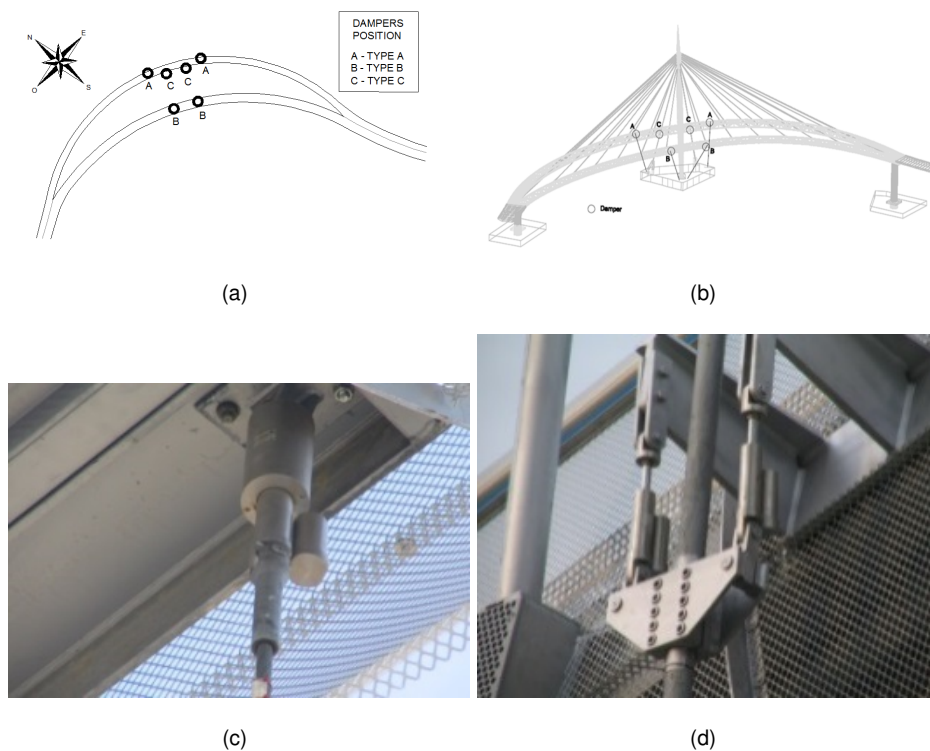 N
E
O
S
A
C
C
A
B
B
DAMPERS
POSITION
A - TYPE A
B - TYPE B
C - TYPE C
A
C
C
A
B
B
Damper
(a)
(b)
(c)
(d)